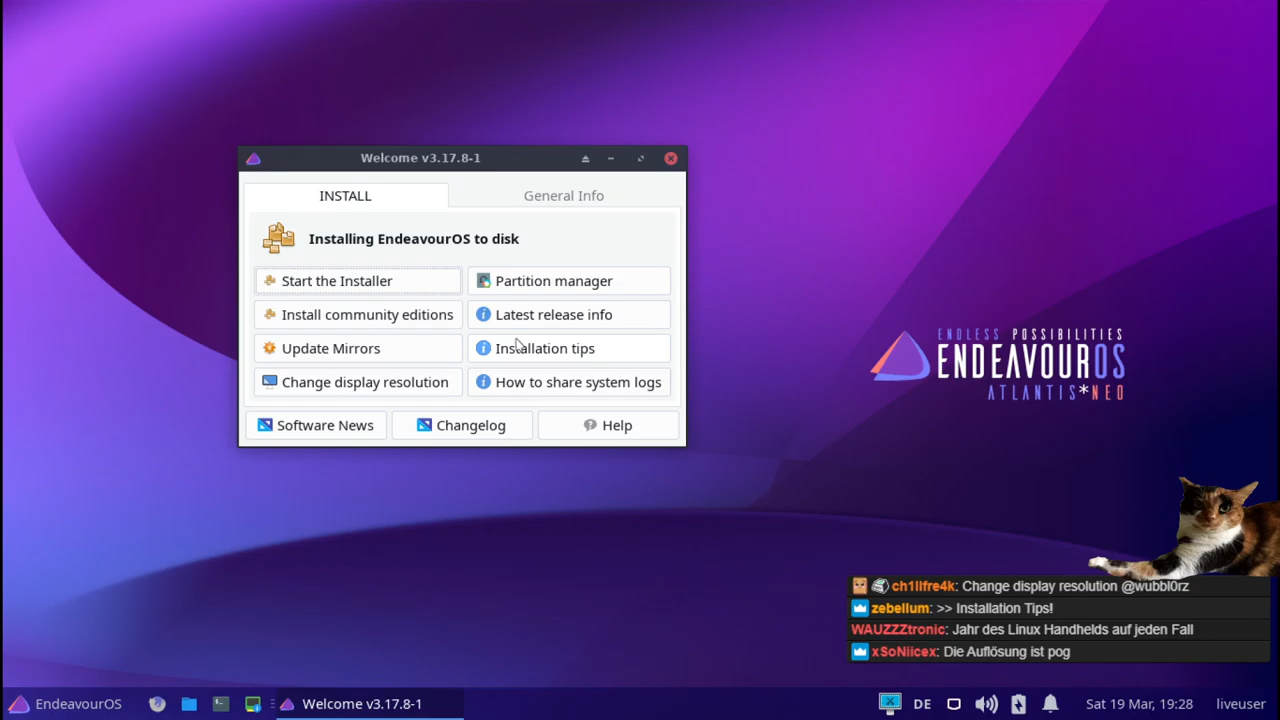 Welcome v3.17.8-1
INSTALL
General Info
Installing EndeavourOS to disk
Start the Installer
Partition manager
Install community editions
Latest release info
Update Mirrors
Installation tips
Change display resolution
How to share system logs
Software News
Changelog
Help
ENDLESS POSSIBILITIES
ENDEAVOUROS
ATLANTIS*NEO
ch1llfre4k: Change display resolution @wubbl0rz
zebellum: >> Installation Tips!
WAUZZZtronic: Jahr des Linux Handhelds auf jeden Fall
xSoNiicex: Die Auflösung ist pog
EndeavourOS
Welcome v3.17.8-1
DE
Sat 19 Mar, 19:28
liveuser